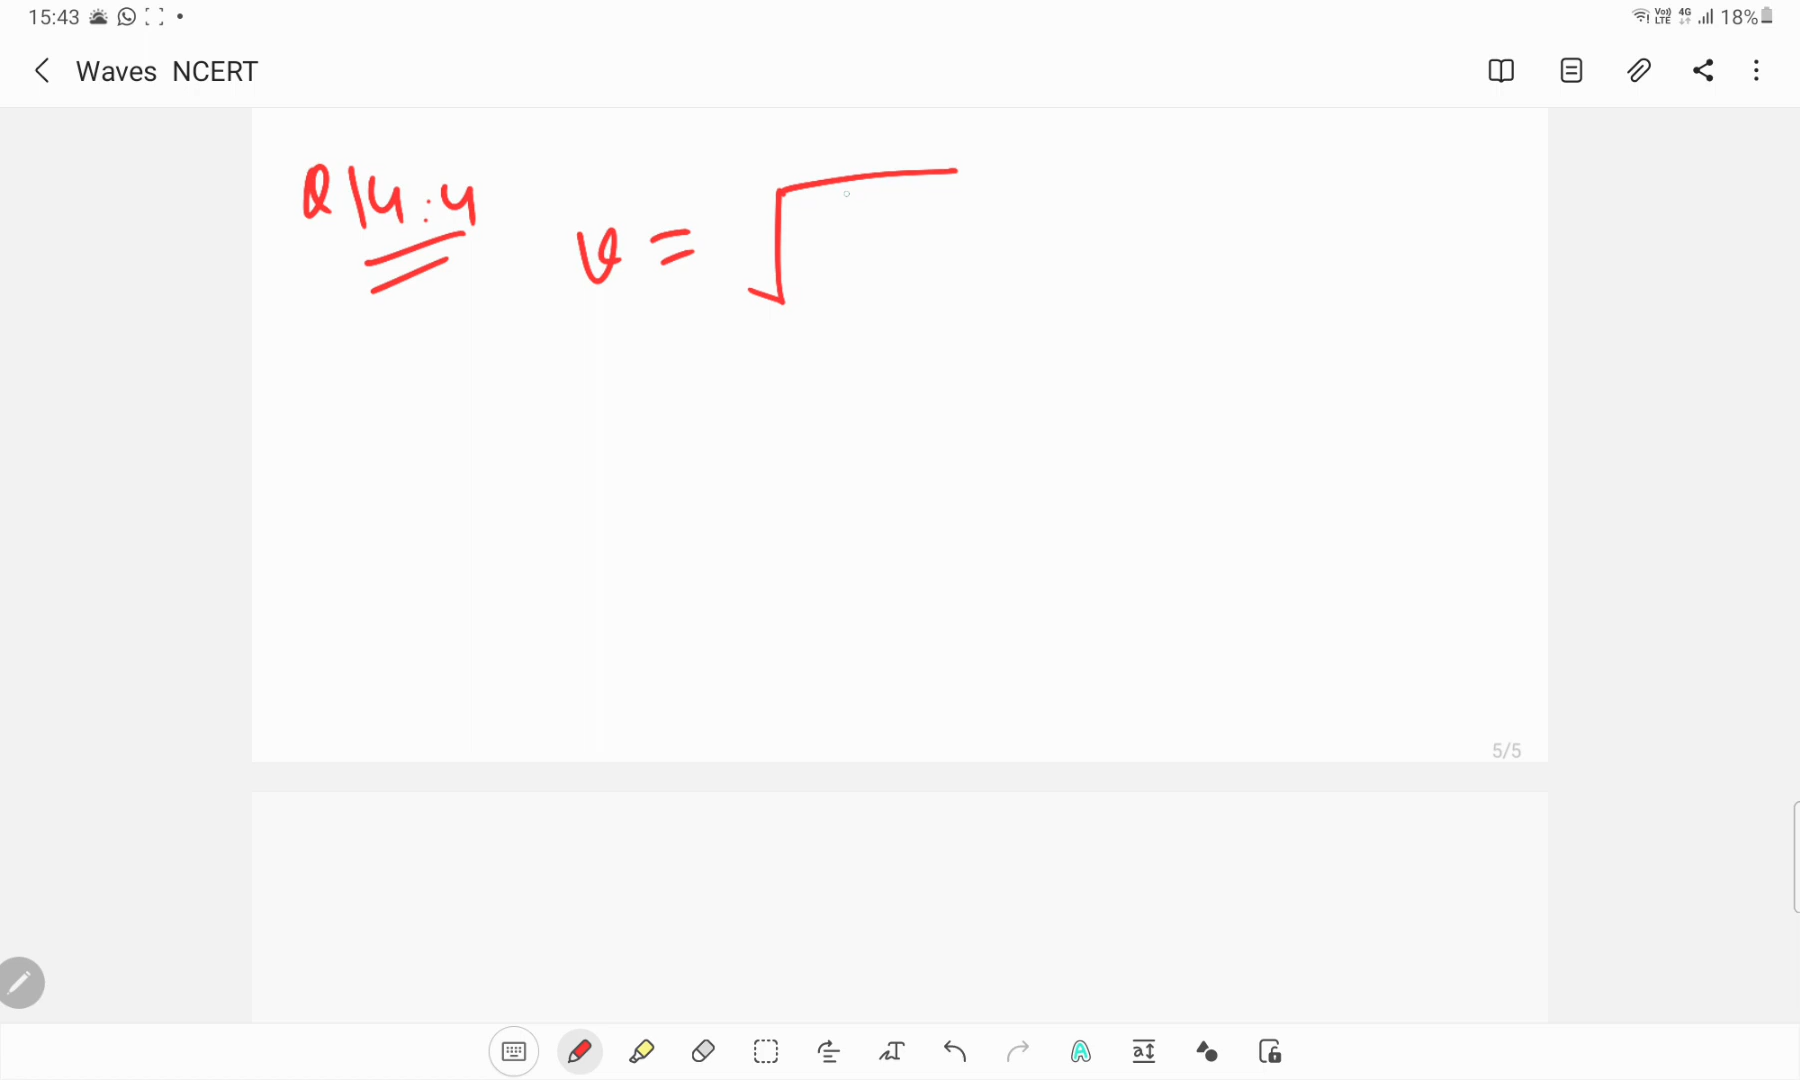 15:43 18%
Waves NCERT
Q 14.4
v = √
5/5